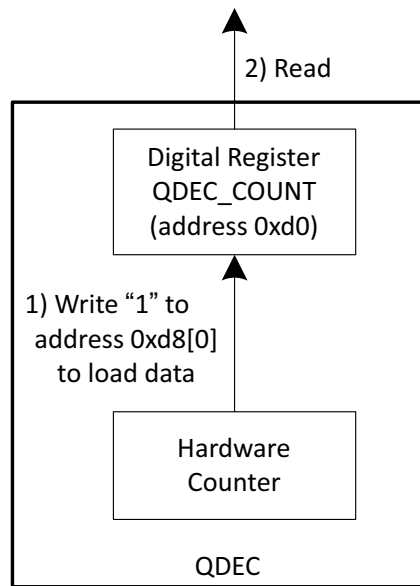 2) Read
Digital Register
QDEC_COUNT
(address 0xd0)
1) Write “1” to
address 0xd8[0]
to load data
Hardware
Counter
QDEC